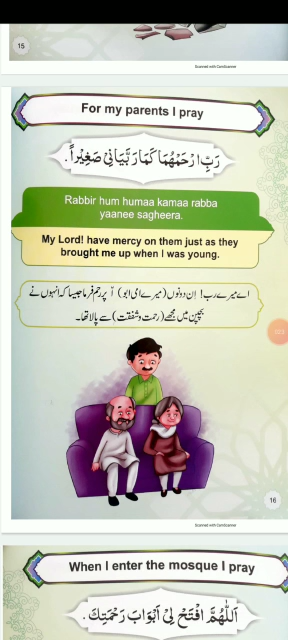 15
Scanned with CamScanner
For my parents I pray
رَبِّ ارْحَمْهُمَا كَمَا رَبَّيَانِيْ صَغِيْراً.
Rabbir hum humaa kamaa rabba
yaanee sagheera.
My Lord! have mercy on them just as they
brought me up when I was young.
اے میرے رب! ان دونوں (میرے امی ابو) پر رحم فرما جیسا کہ انہوں نے
بچپن میں مجھے (رحمت و شفقت) سے پالا تھا۔
16
Scanned with CamScanner
When I enter the mosque I pray
اَللّٰهُمَّ افْتَحْ لِيْ اَبْوَابَ رَحْمَتِكَ.